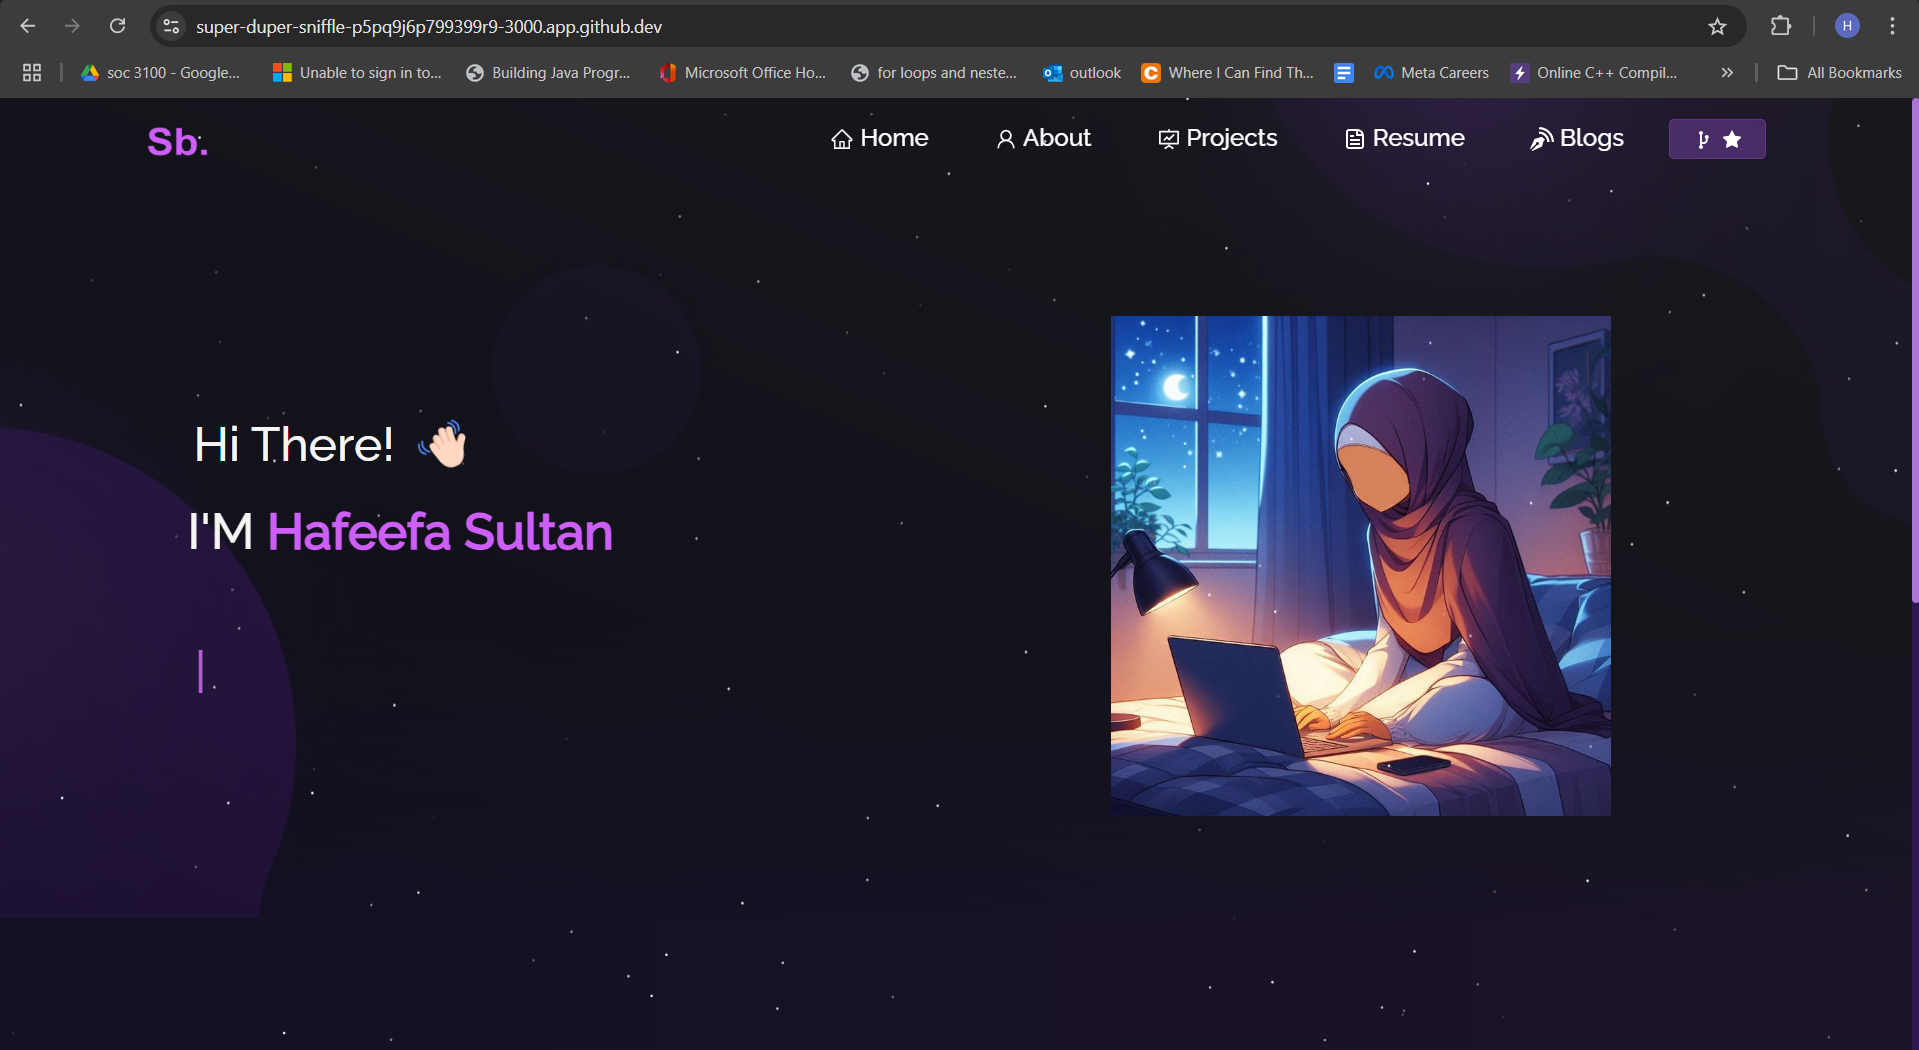 super-duper-sniffle-p5pq9j6p799399r9-3000.app.github.dev
H
soc 3100 - Google...
Unable to sign in to...
Building Java Progr...
Microsoft Office Ho...
for loops and neste...
outlook
Where I Can Find Th...
Meta Careers
Online C++ Compil...
All Bookmarks
Sb.
Home
About
Projects
Resume
Blogs
Hi There!
I'M Hafeefa Sultan